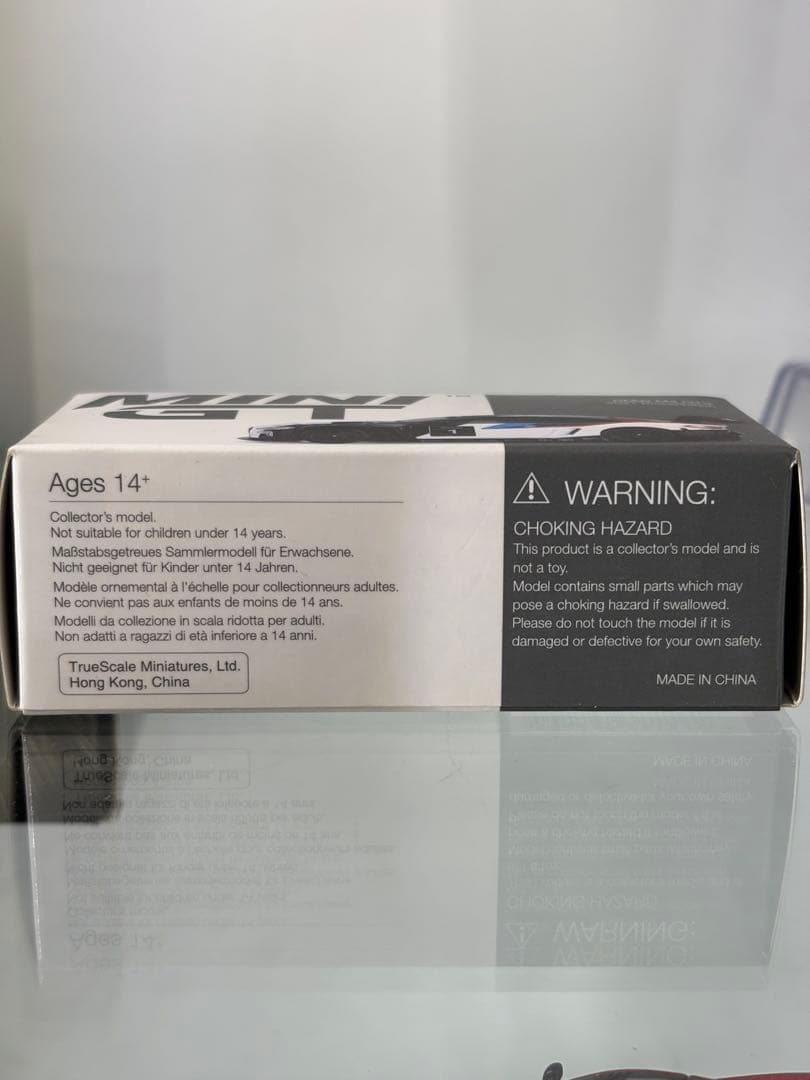 MINI
GT
Ages 14+
Collector's model.
Not suitable for children under 14 years.
Maßstabsgetreues Sammlermodell für Erwachsene.
Nicht geeignet für Kinder unter 14 Jahren.
Modèle ornemental à l'échelle pour collectionneurs adultes.
Ne convient pas aux enfants de moins de 14 ans.
Modelli da collezione in scala ridotta per adulti.
Non adatti a ragazzi di età inferiore a 14 anni.
TrueScale Miniatures, Ltd.
Hong Kong, China
WARNING:
CHOKING HAZARD
This product is a collector's model and is
not a toy.
Model contains small parts which may
pose a choking hazard if swallowed.
Please do not touch the model if it is
damaged or defective for your own safety.
MADE IN CHINA